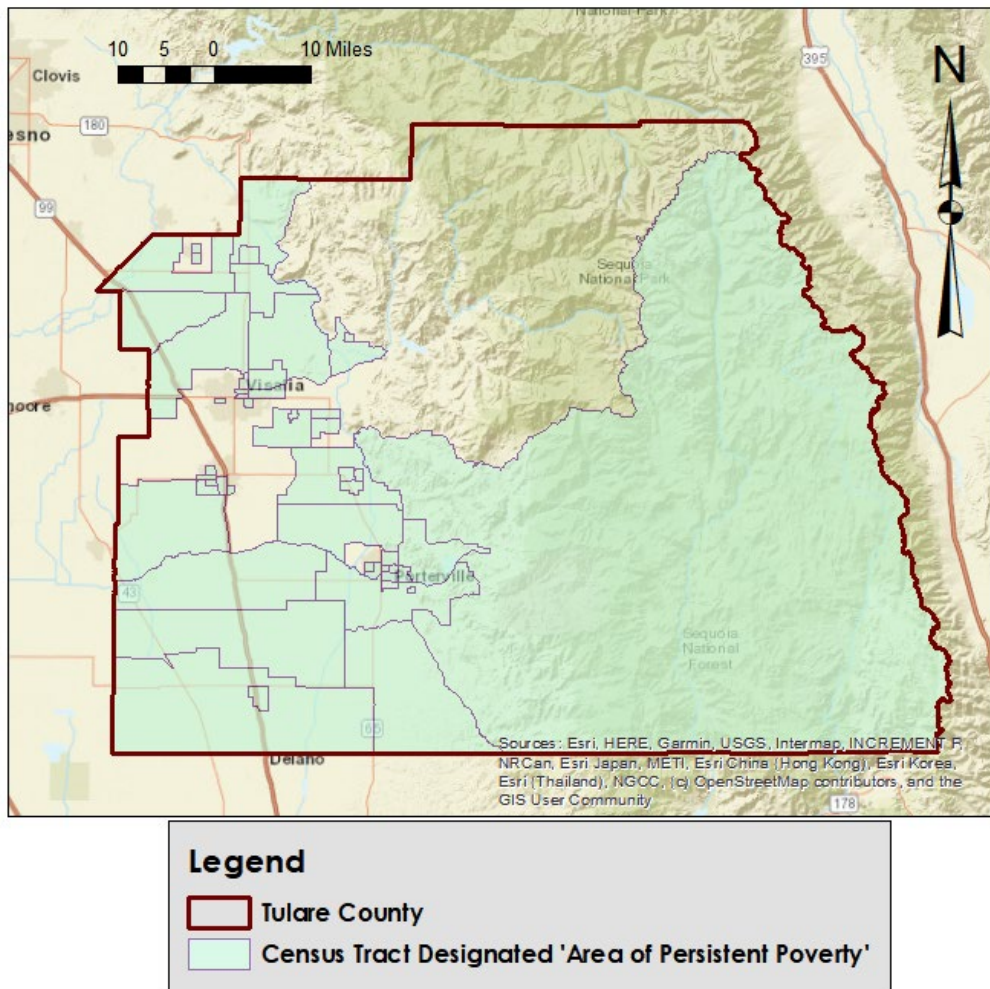 National Park
10 5 0 10 Miles
395
N
Clovis
180
esno
99
Sequoia
National Park
Visalia
moore
43
Porterville
Sequoia
National
Forest
65
Delano
Sources: Esri, HERE, Garmin, USGS, Intermap, INCREMENT P,
NRCan, Esri Japan, METI, Esri China (Hong Kong), Esri Korea,
Esri (Thailand), NGCC, (c) OpenStreetMap contributors, and the
GIS User Community
178
Legend
Tulare County
Census Tract Designated 'Area of Persistent Poverty'